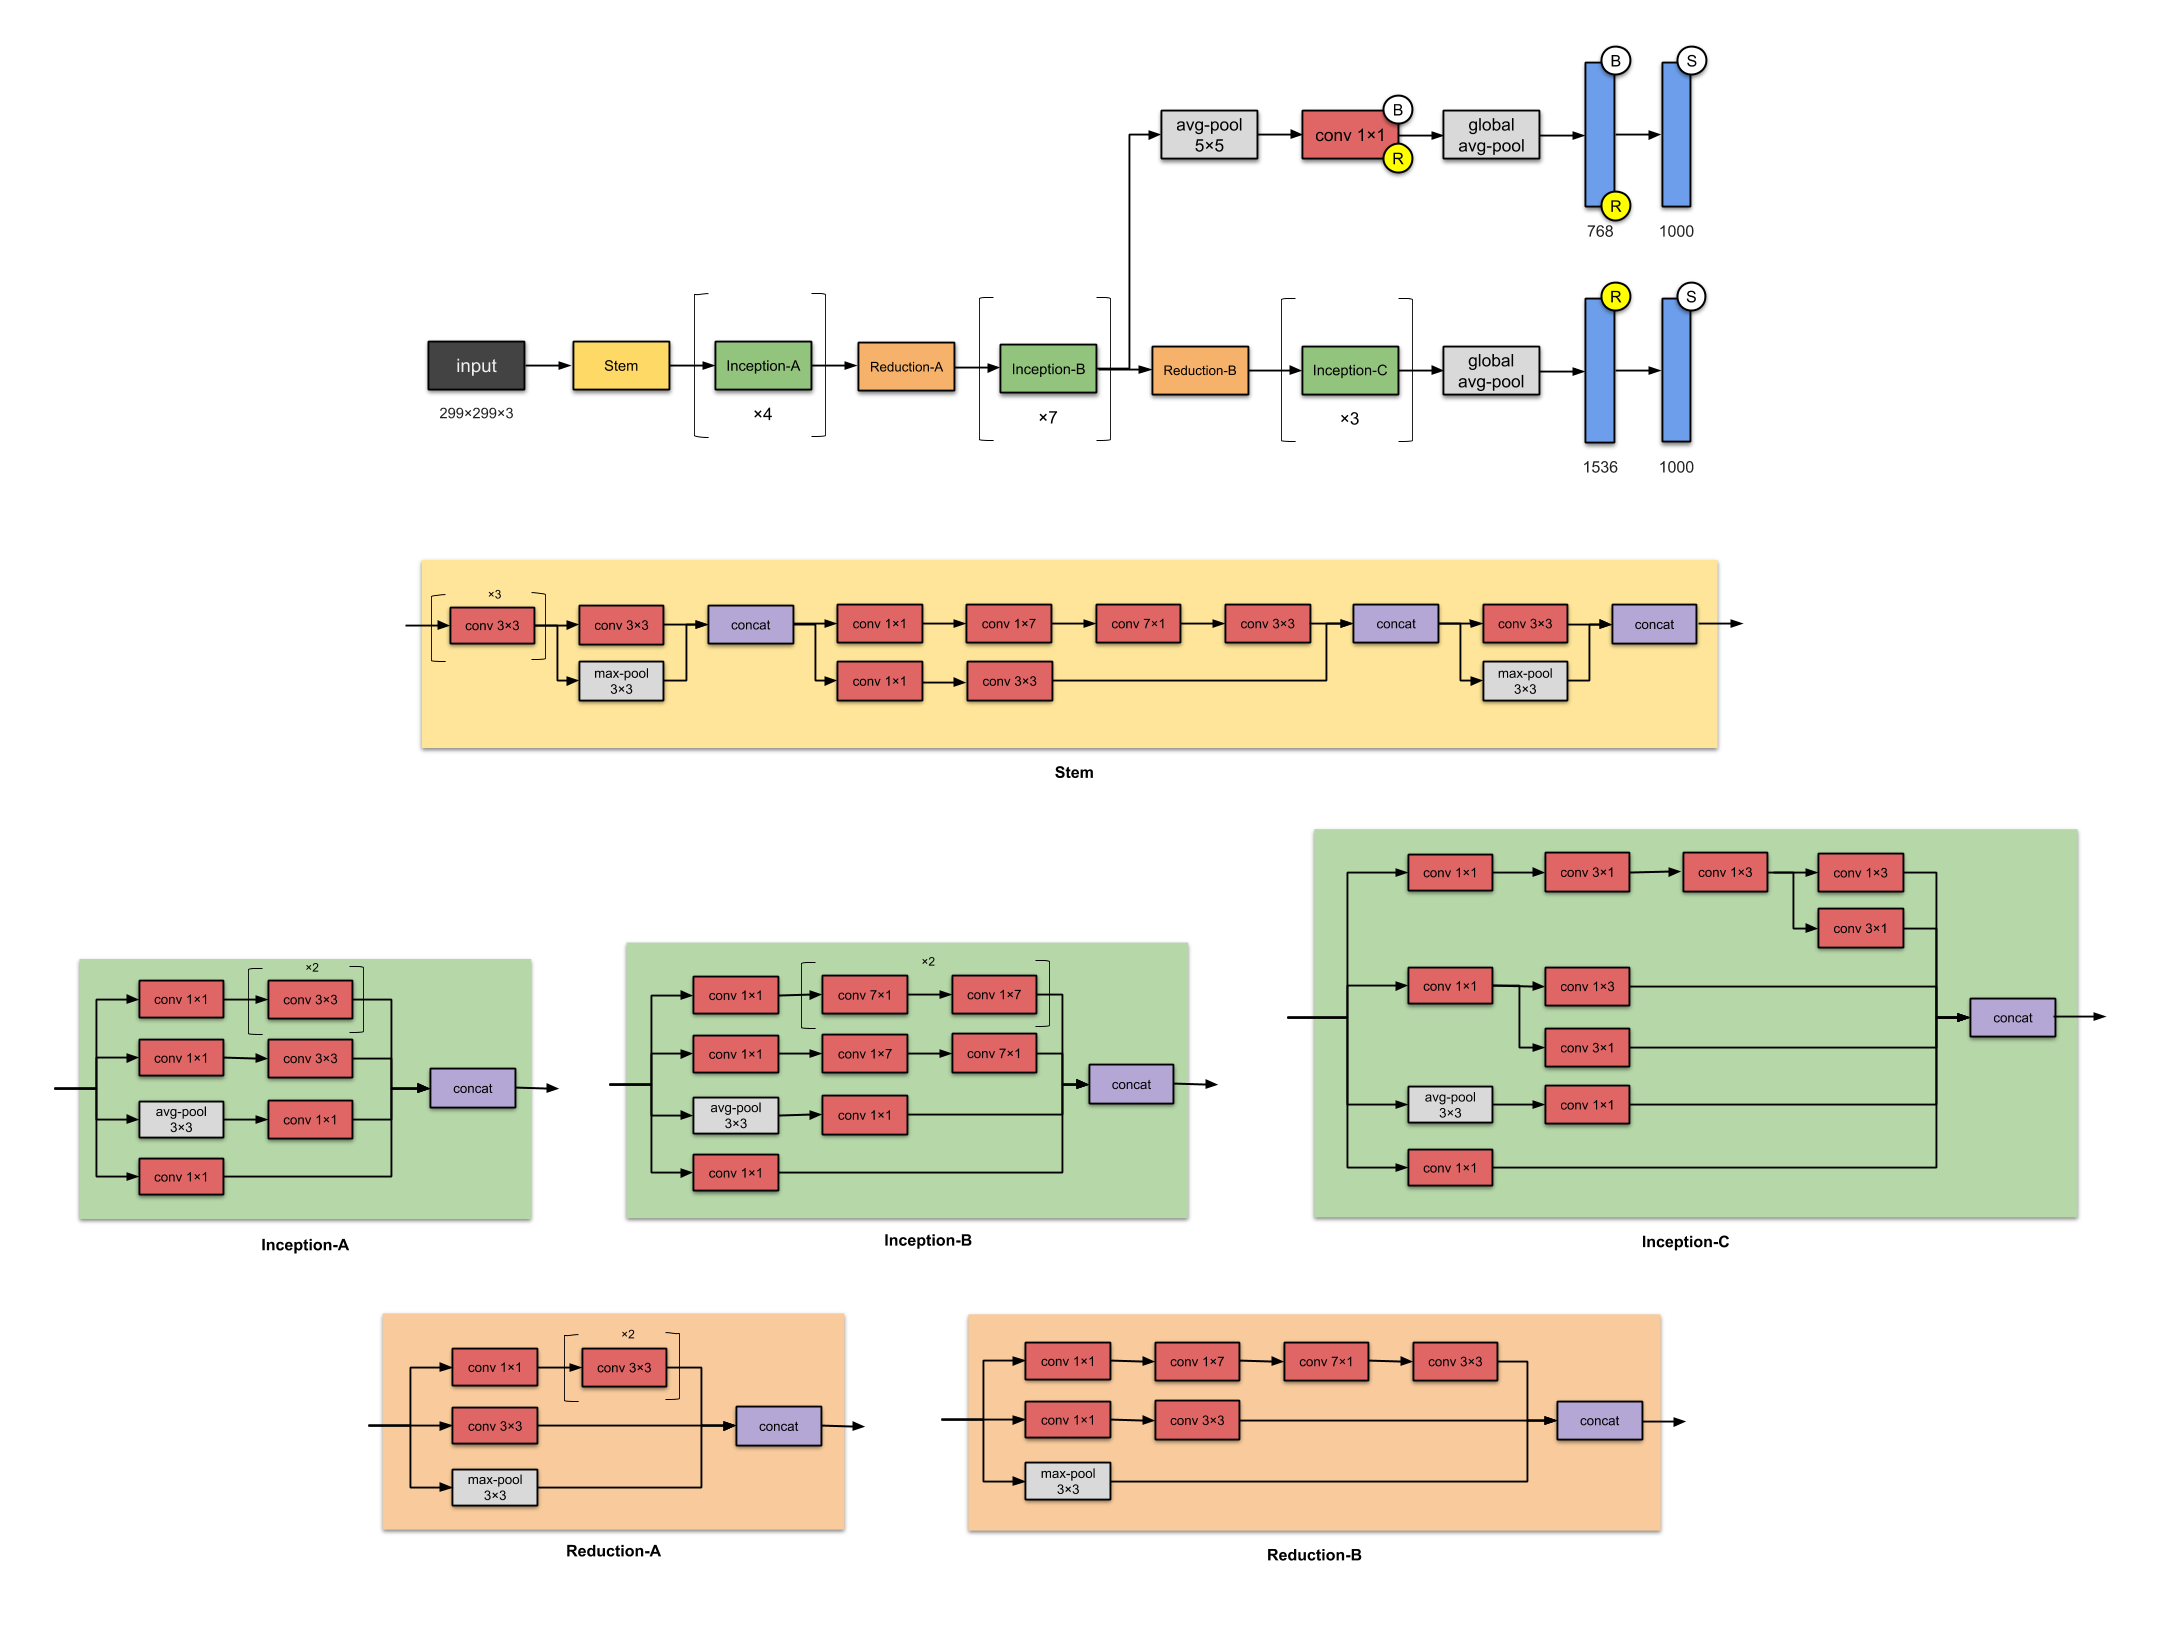 B
S
avg-pool
5×5
conv 1×1
B
R
global
avg-pool
R
768
1000
R
S
input
Stem
Inception-A
Reduction-A
Inception-B
Reduction-B
Inception-C
global
avg-pool
299×299×3
×4
×7
×3
1536
1000
×3
conv 3×3
conv 3×3
concat
conv 1×1
conv 1×7
conv 7×1
conv 3×3
concat
conv 3×3
concat
max-pool
3×3
conv 1×1
conv 3×3
max-pool
3×3
Stem
×2
conv 1×1
conv 3×3
conv 1×1
conv 3×3
concat
avg-pool
3×3
conv 1×1
conv 1×1
Inception-A
×2
conv 1×1
conv 7×1
conv 1×7
conv 1×1
conv 1×7
conv 7×1
concat
avg-pool
3×3
conv 1×1
conv 1×1
Inception-B
conv 1×1
conv 3×1
conv 1×3
conv 1×3
conv 3×1
conv 1×1
conv 1×3
concat
conv 3×1
avg-pool
3×3
conv 1×1
conv 1×1
Inception-C
×2
conv 1×1
conv 3×3
conv 3×3
concat
max-pool
3×3
Reduction-A
conv 1×1
conv 1×7
conv 7×1
conv 3×3
conv 1×1
conv 3×3
concat
max-pool
3×3
Reduction-B